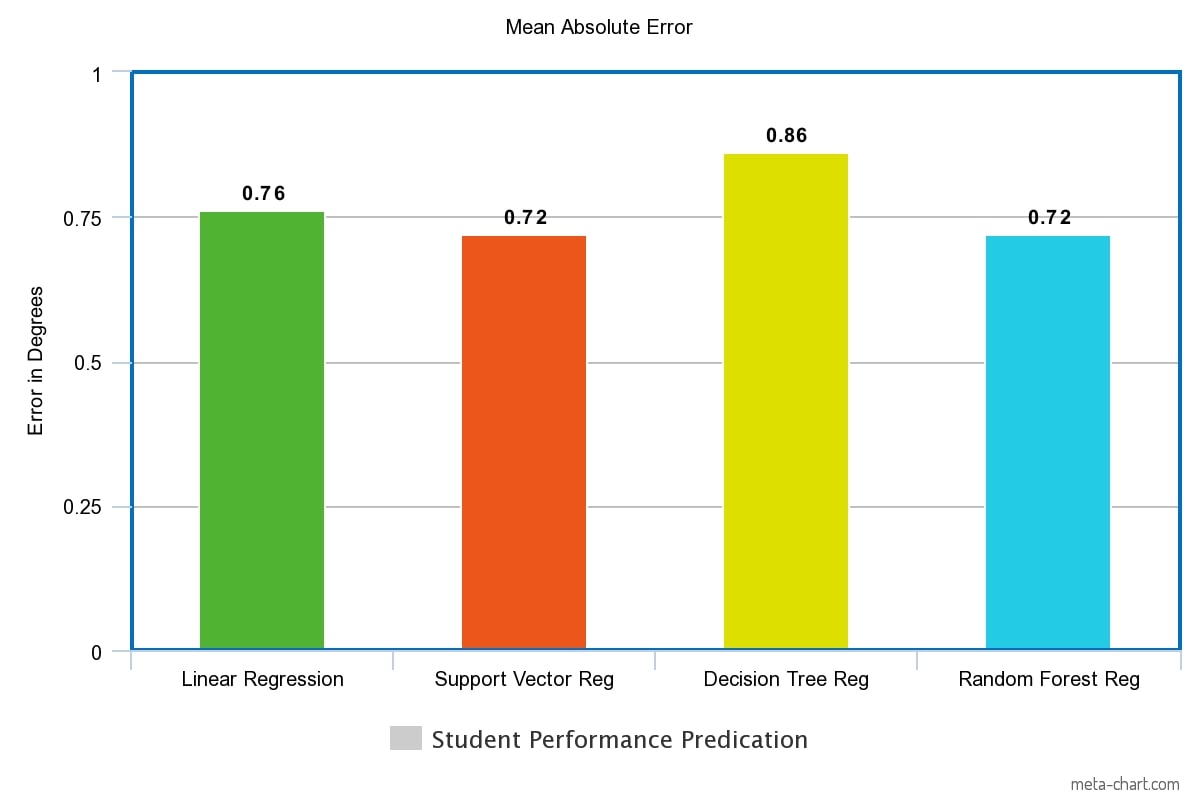 Mean Absolute Error
1
0.75
0.5
0.25
0
Error in Degrees
0.76
0.72
0.86
0.72
Linear Regression
Support Vector Reg
Decision Tree Reg
Random Forest Reg
Student Performance Predication
meta-chart.com